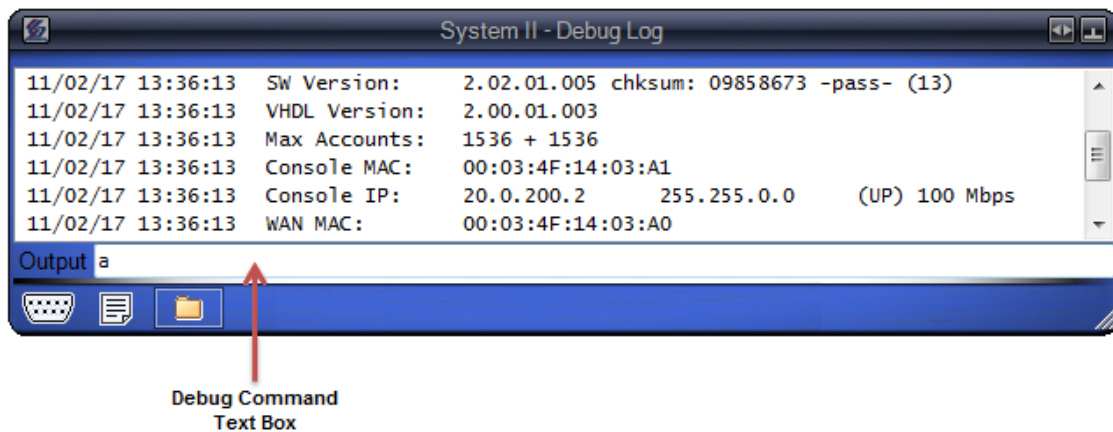 System II - Debug Log
11/02/17 13:36:13 SW Version: 2.02.01.005 chksum: 09858673 -pass- (13)
11/02/17 13:36:13 VHDL Version: 2.00.01.003
11/02/17 13:36:13 Max Accounts: 1536 + 1536
11/02/17 13:36:13 Console MAC: 00:03:4F:14:03:A1
11/02/17 13:36:13 Console IP: 20.0.200.2 255.255.0.0 (UP) 100 Mbps
11/02/17 13:36:13 WAN MAC: 00:03:4F:14:03:A0
Output a
Debug Command
Text Box